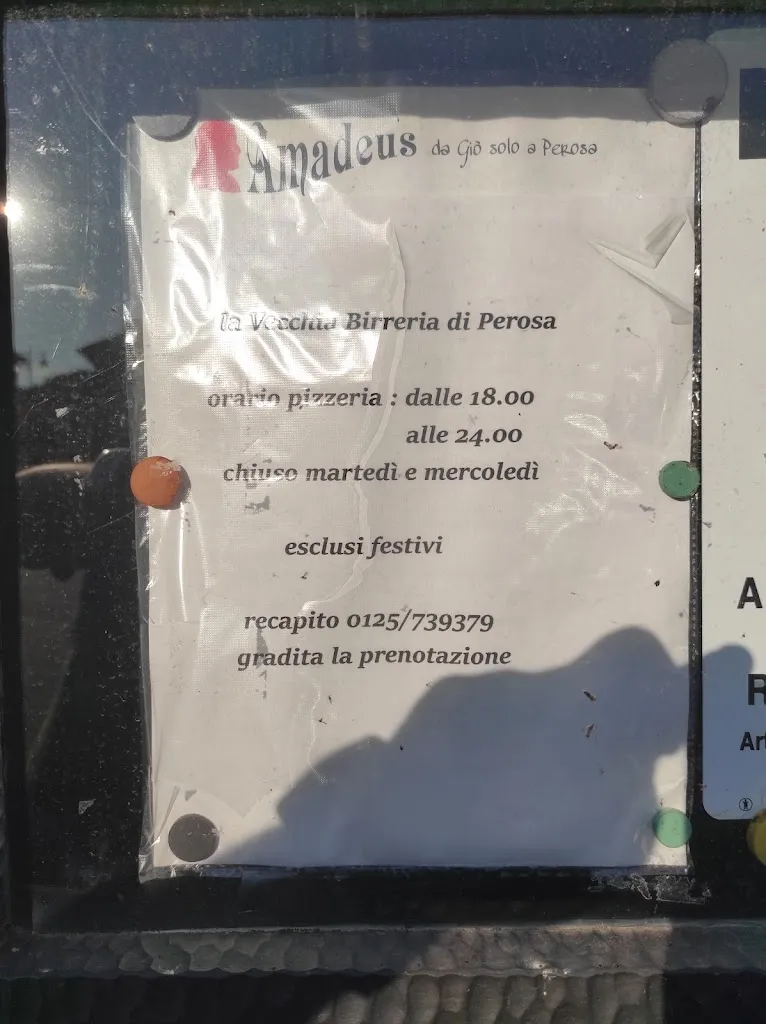 Amadeus da Giò solo a Perosa
la Vecchia Birreria di Perosa
orario pizzeria : dalle 18.00
alle 24.00
chiuso martedì e mercoledì
esclusi festivi
recapito 0125/739379
gradita la prenotazione
A
R
Art